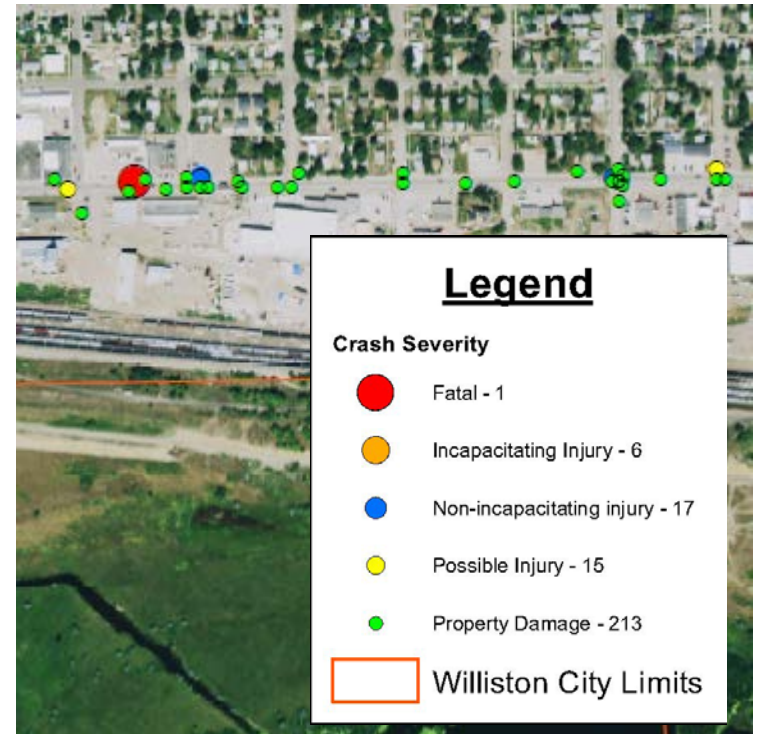 Legend
Crash Severity
Fatal - 1
Incapacitating Injury - 6
Non-incapacitating injury - 17
Possible Injury - 15
Property Damage - 213
Williston City Limits